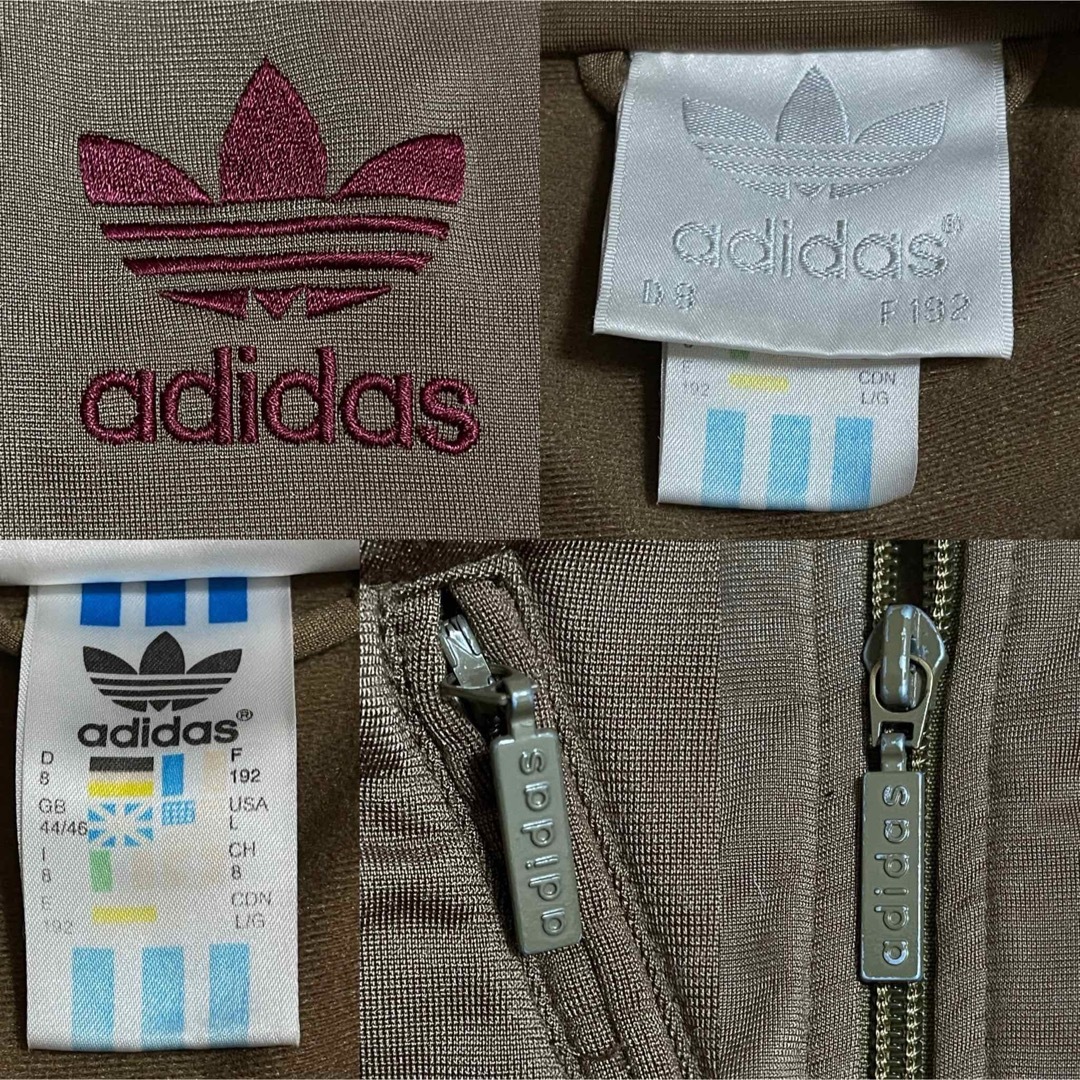 adidas
adidas®
D 8 F 192
E CDN
192 L/G
adidas®
D F
8 192
GB USA
44/46 L
I CH
8 8
E CDN
192 L/G
adidas
adidas